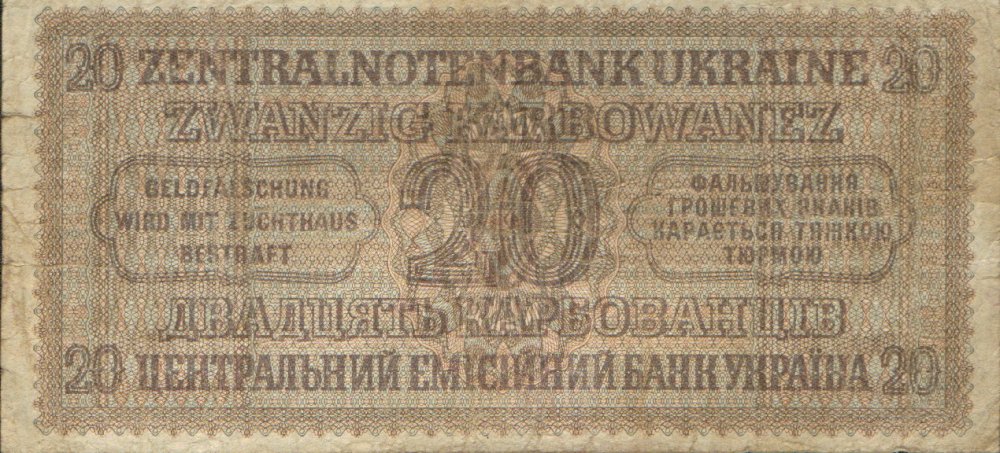 20 ZENTRALNOTENBANK UKRAINE 20
ZWANZIG KARBOWANEZ
GELDFÄLSCHUNG
WIRD MIT ZUCHTHAUS
BESTRAFT
20
ФАЛЬШУВАННЯ
ГРОШЕВИХ ЗНАКІВ
КАРАЄТЬСЯ ТЯЖКОЮ
ТЮРМОЮ
ДВАДЦЯТЬ КАРБОВАНЦІВ
20 ЦЕНТРАЛЬНИЙ ЕМІСІЙНИЙ БАНК УКРАЇНА 20